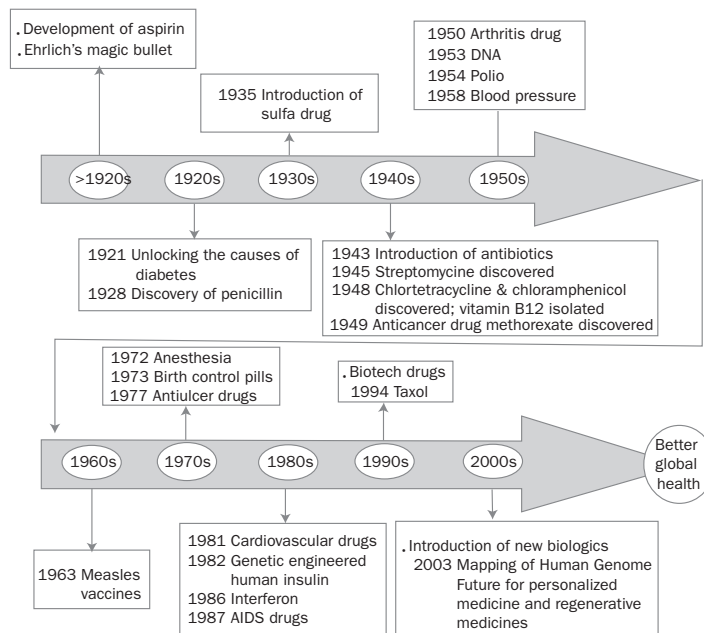 .Development of aspirin
.Ehrlich's magic bullet
1935 Introduction of
sulfa drug
1950 Arthritis drug
1953 DNA
1954 Polio
1958 Blood pressure
>1920s
1920s
1930s
1940s
1950s
1921 Unlocking the causes of
diabetes
1928 Discovery of penicillin
1943 Introduction of antibiotics
1945 Streptomycine discovered
1948 Chlortetracycline & chloramphenicol
discovered; vitamin B12 isolated
1949 Anticancer drug methorexate discovered
1972 Anesthesia
1973 Birth control pills
1977 Antiulcer drugs
.Biotech drugs
1994 Taxol
1960s
1970s
1980s
1990s
2000s
Better
global
health
1963 Measles
vaccines
1981 Cardiovascular drugs
1982 Genetic engineered
human insulin
1986 Interferon
1987 AIDS drugs
.Introduction of new biologics
2003 Mapping of Human Genome
Future for personalized
medicine and regenerative
medicines